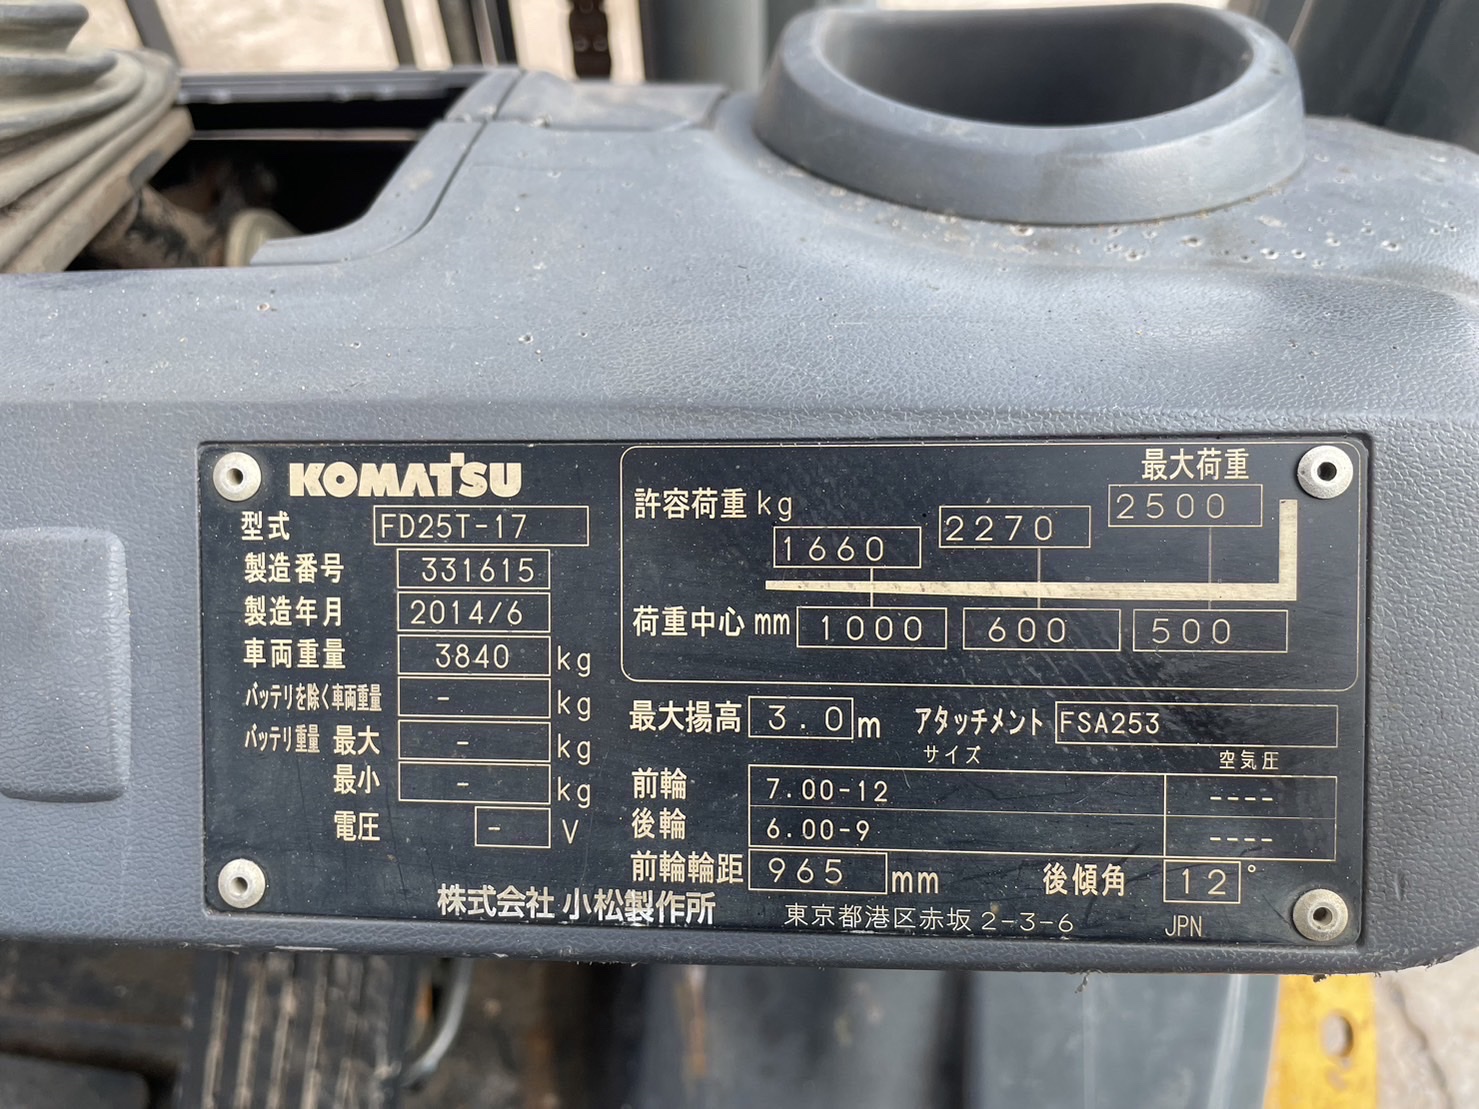 KOMATSU
型式 FD25T-17
製造番号 331615
製造年月 2014/6
車両重量 3840 kg
バッテリを除く車両重量 - kg
バッテリ重量 最大 - kg
最小 - kg
電圧 - V
最大荷重
許容荷重 kg 1660 2270 2500
荷重中心 mm 1000 600 500
最大揚高 3.0 m アタッチメント FSA253
サイズ 空気圧
前輪 7.00-12 ----
後輪 6.00-9 ----
前輪輪距 965 mm 後傾角 12°
株式会社 小松製作所 東京都港区赤坂2-3-6 JPN